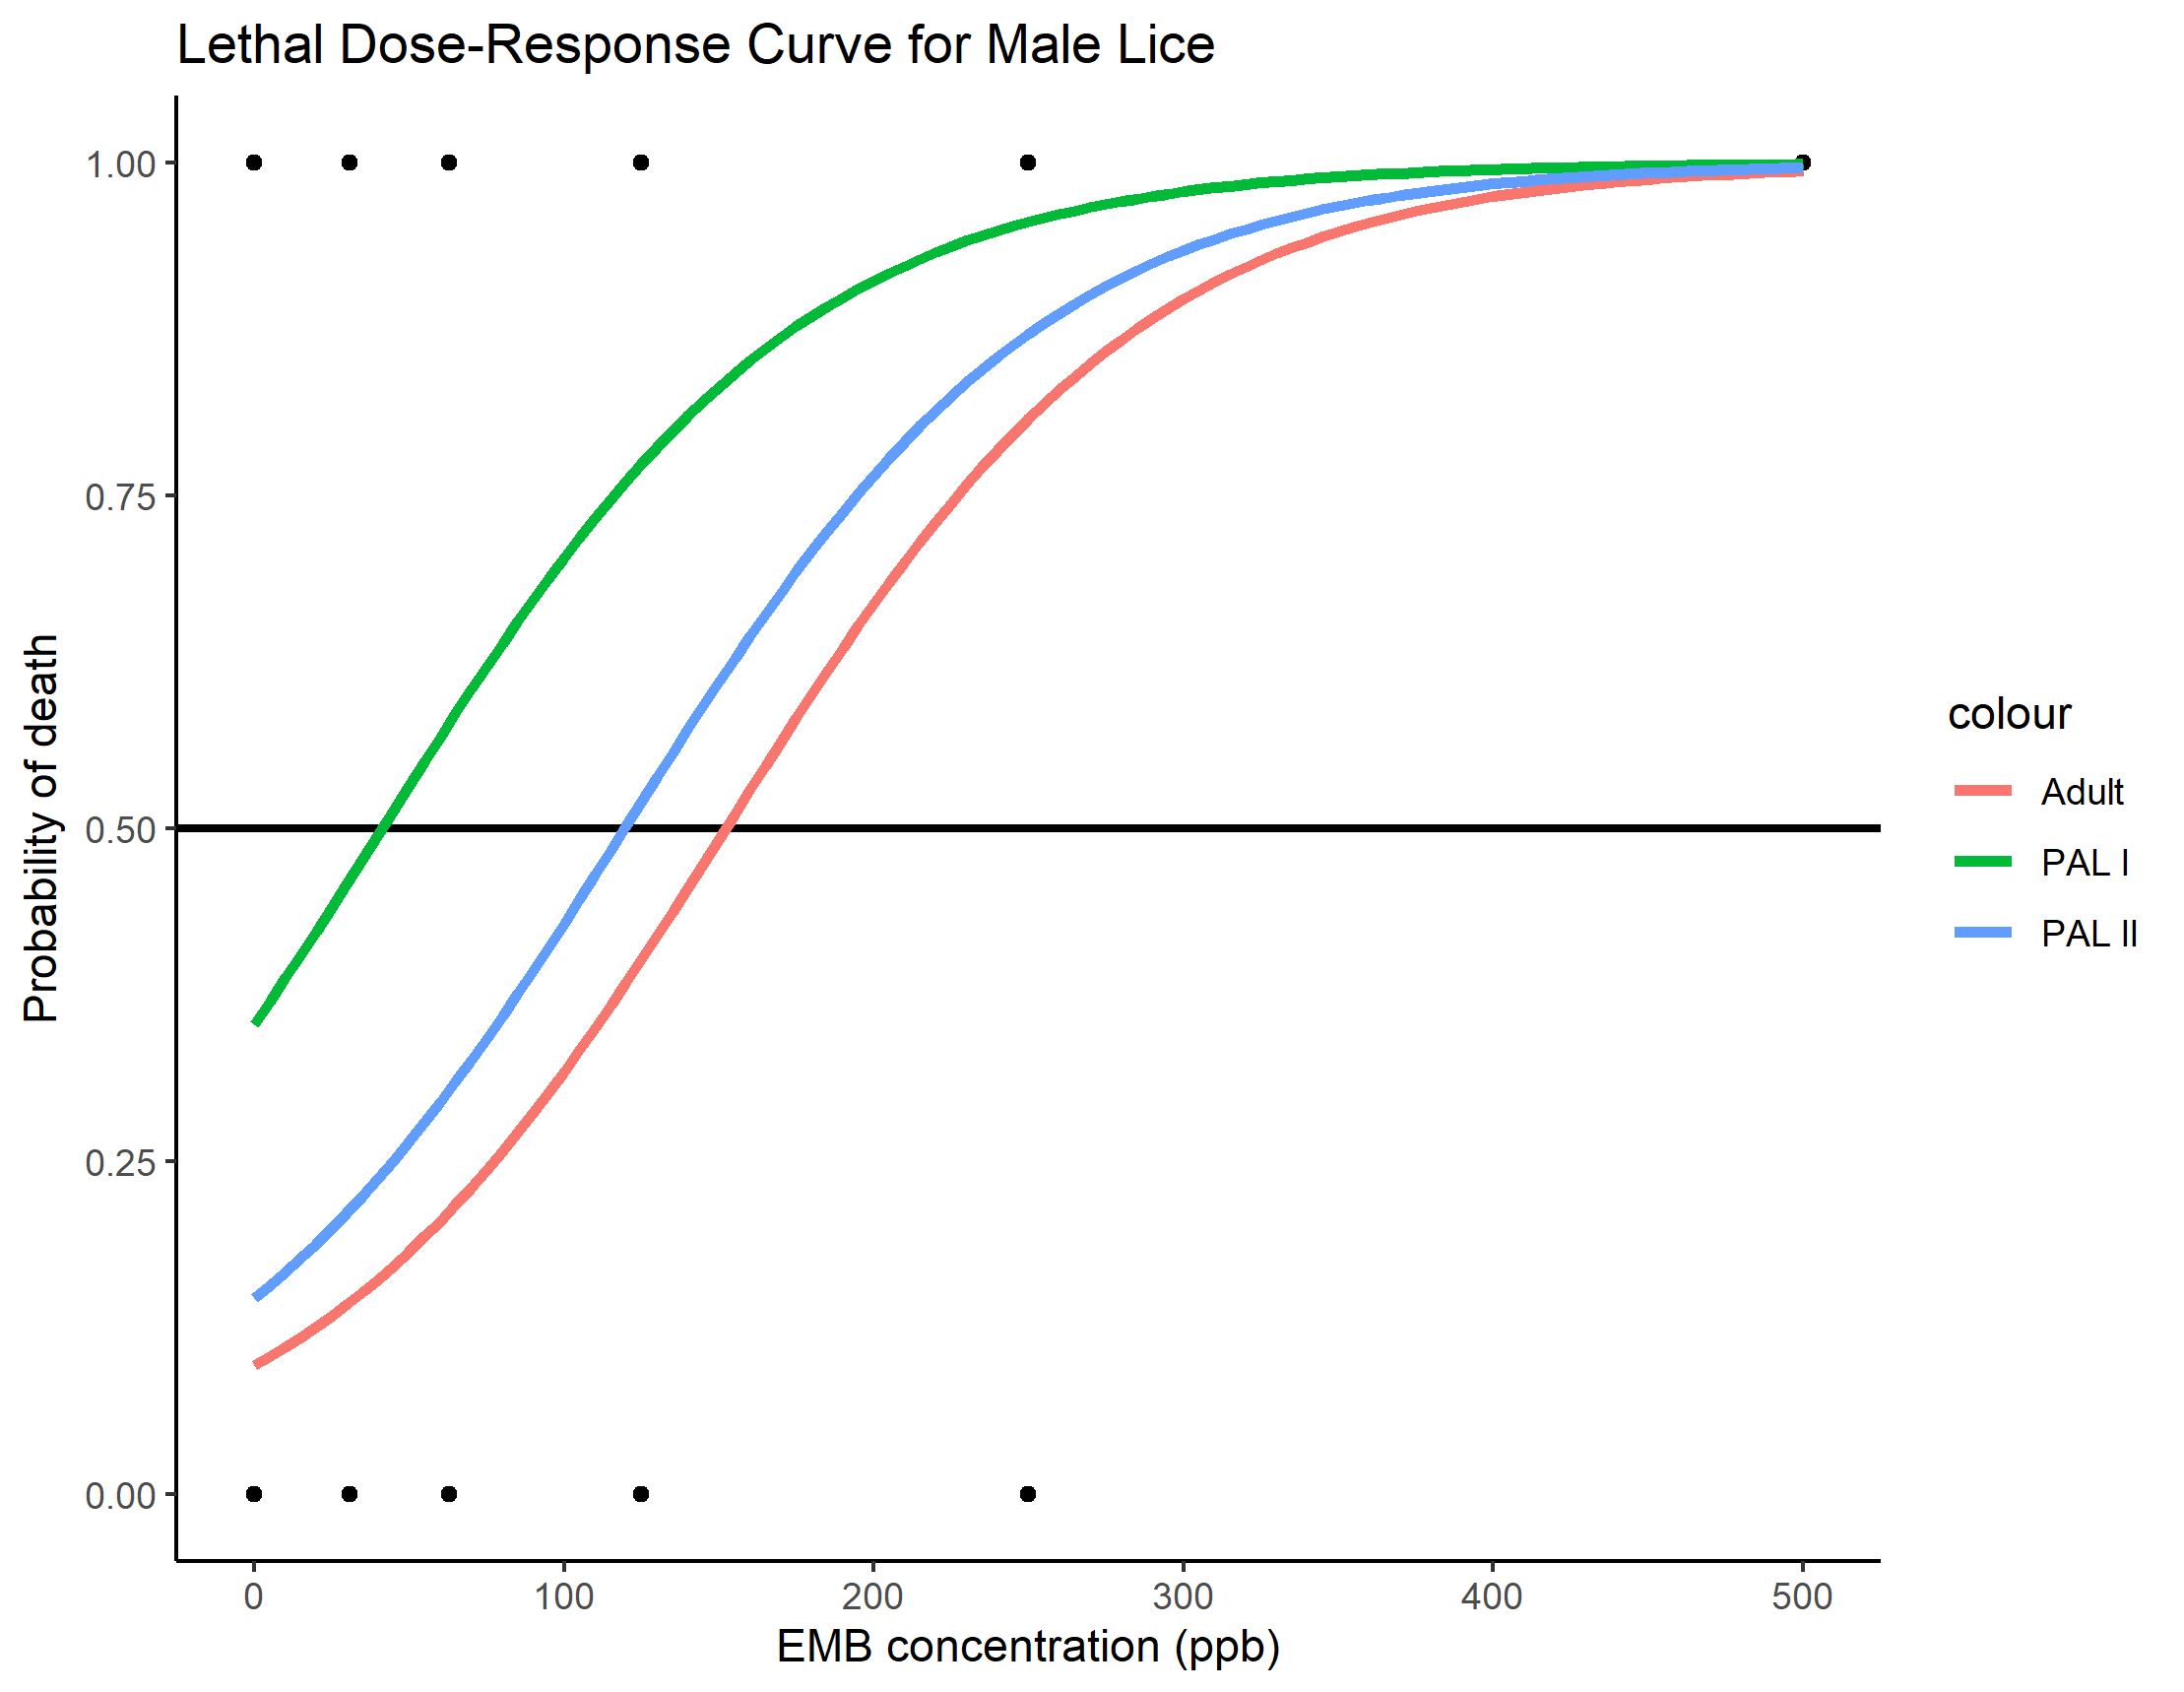 Lethal Dose-Response Curve for Male Lice
Probability of death
1.00
0.75
0.50
0.25
0.00
0 100 200 300 400 500
EMB concentration (ppb)
colour
Adult
PAL I
PAL II